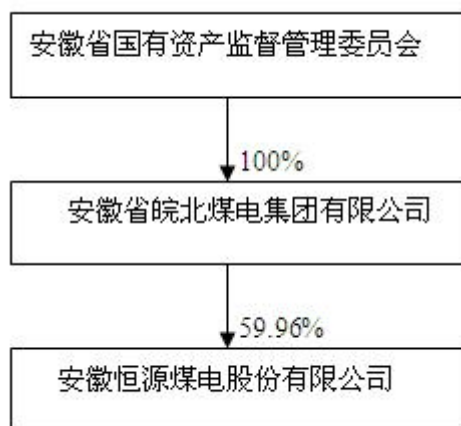 安徽省国有资产监督管理委员会
100%
安徽省皖北煤电集团有限公司
59.96%
安徽恒源煤电股份有限公司